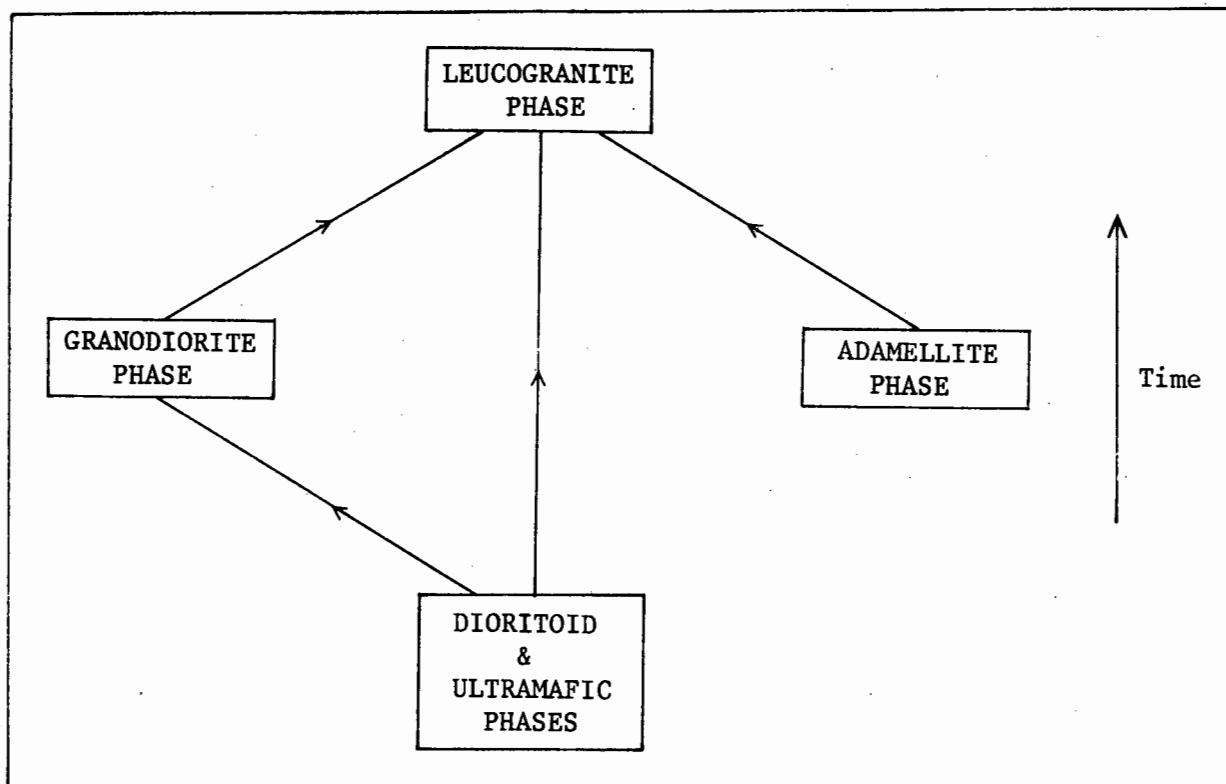 LEUCOGRANITE
PHASE
GRANODIORITE
PHASE
ADAMELLITE
PHASE
Time
DIORITOID
&
ULTRAMAFIC
PHASES